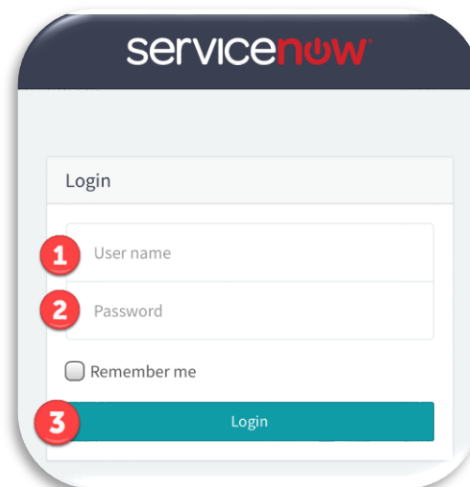 servicenow
Login
1 User name
2 Password
Remember me
3 Login